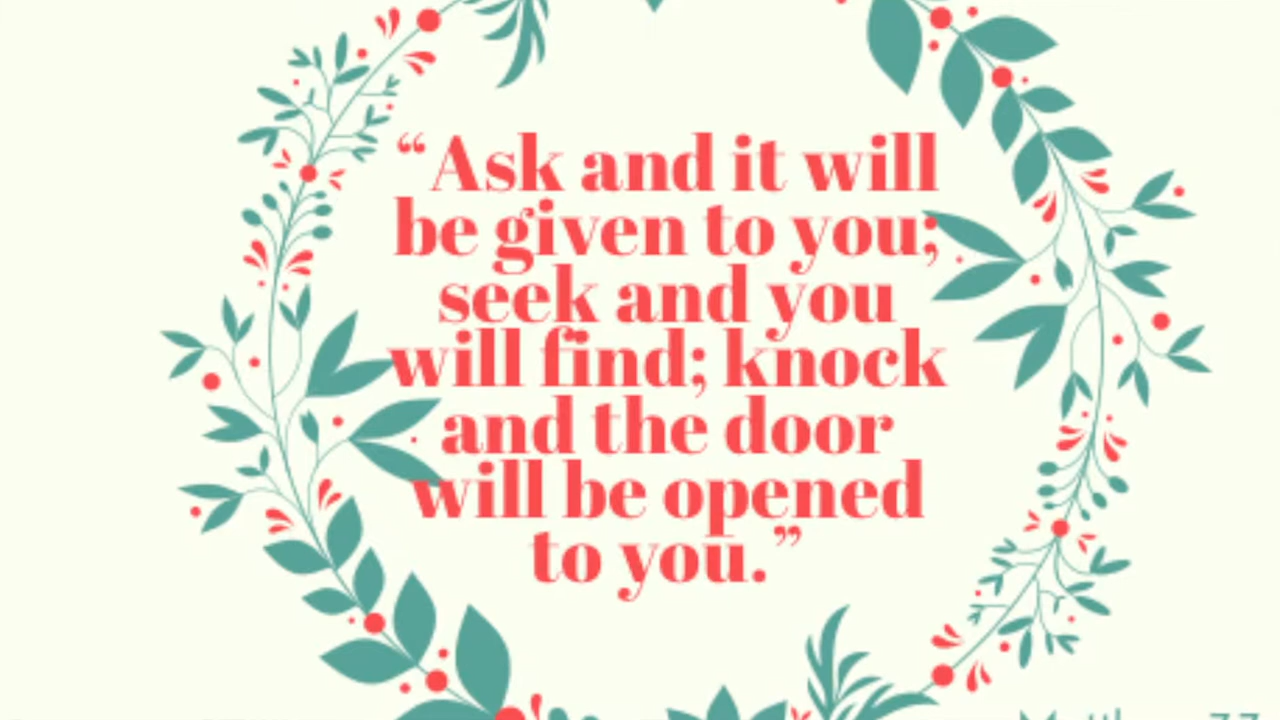 “Ask and it will
be given to you;
seek and you
will find; knock
and the door
will be opened
to you.”